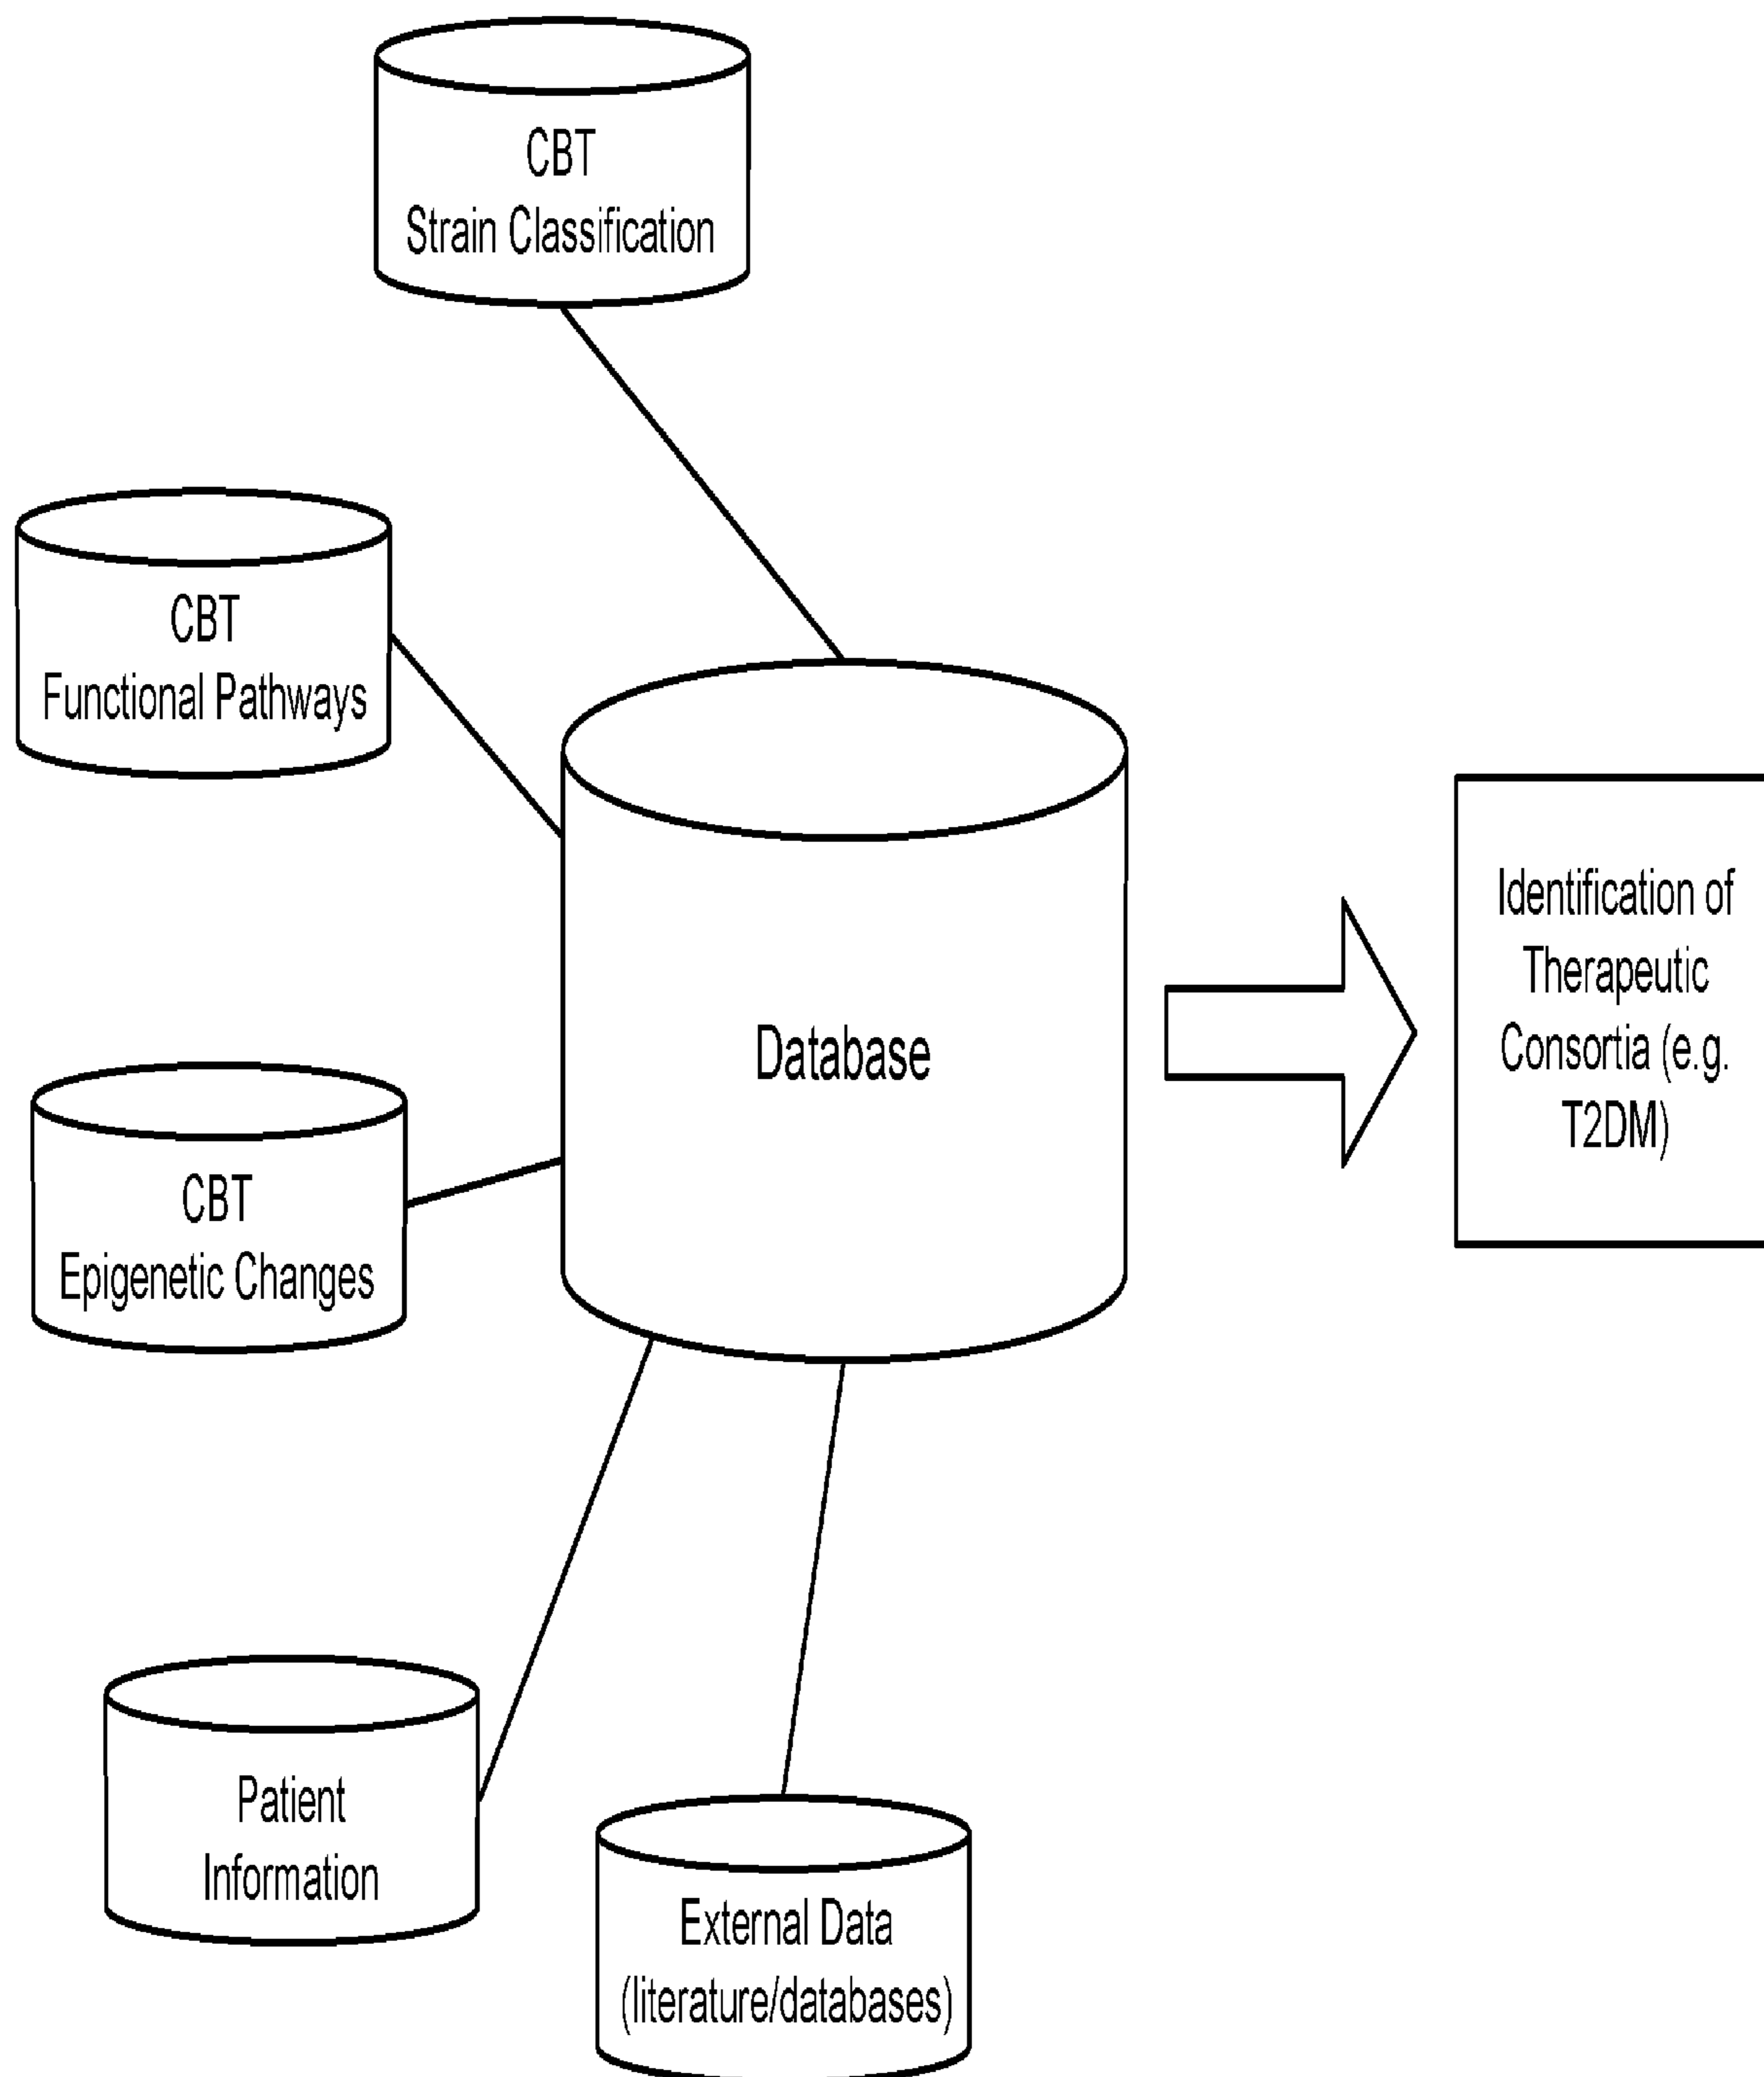 CBT
Strain Classification
CBT
Functional Pathways
Database
Identification of
Therapeutic
Consortia (e.g.
T2DM)
CBT
Epigenetic Changes
Patient
Information
External Data
(literature/databases)